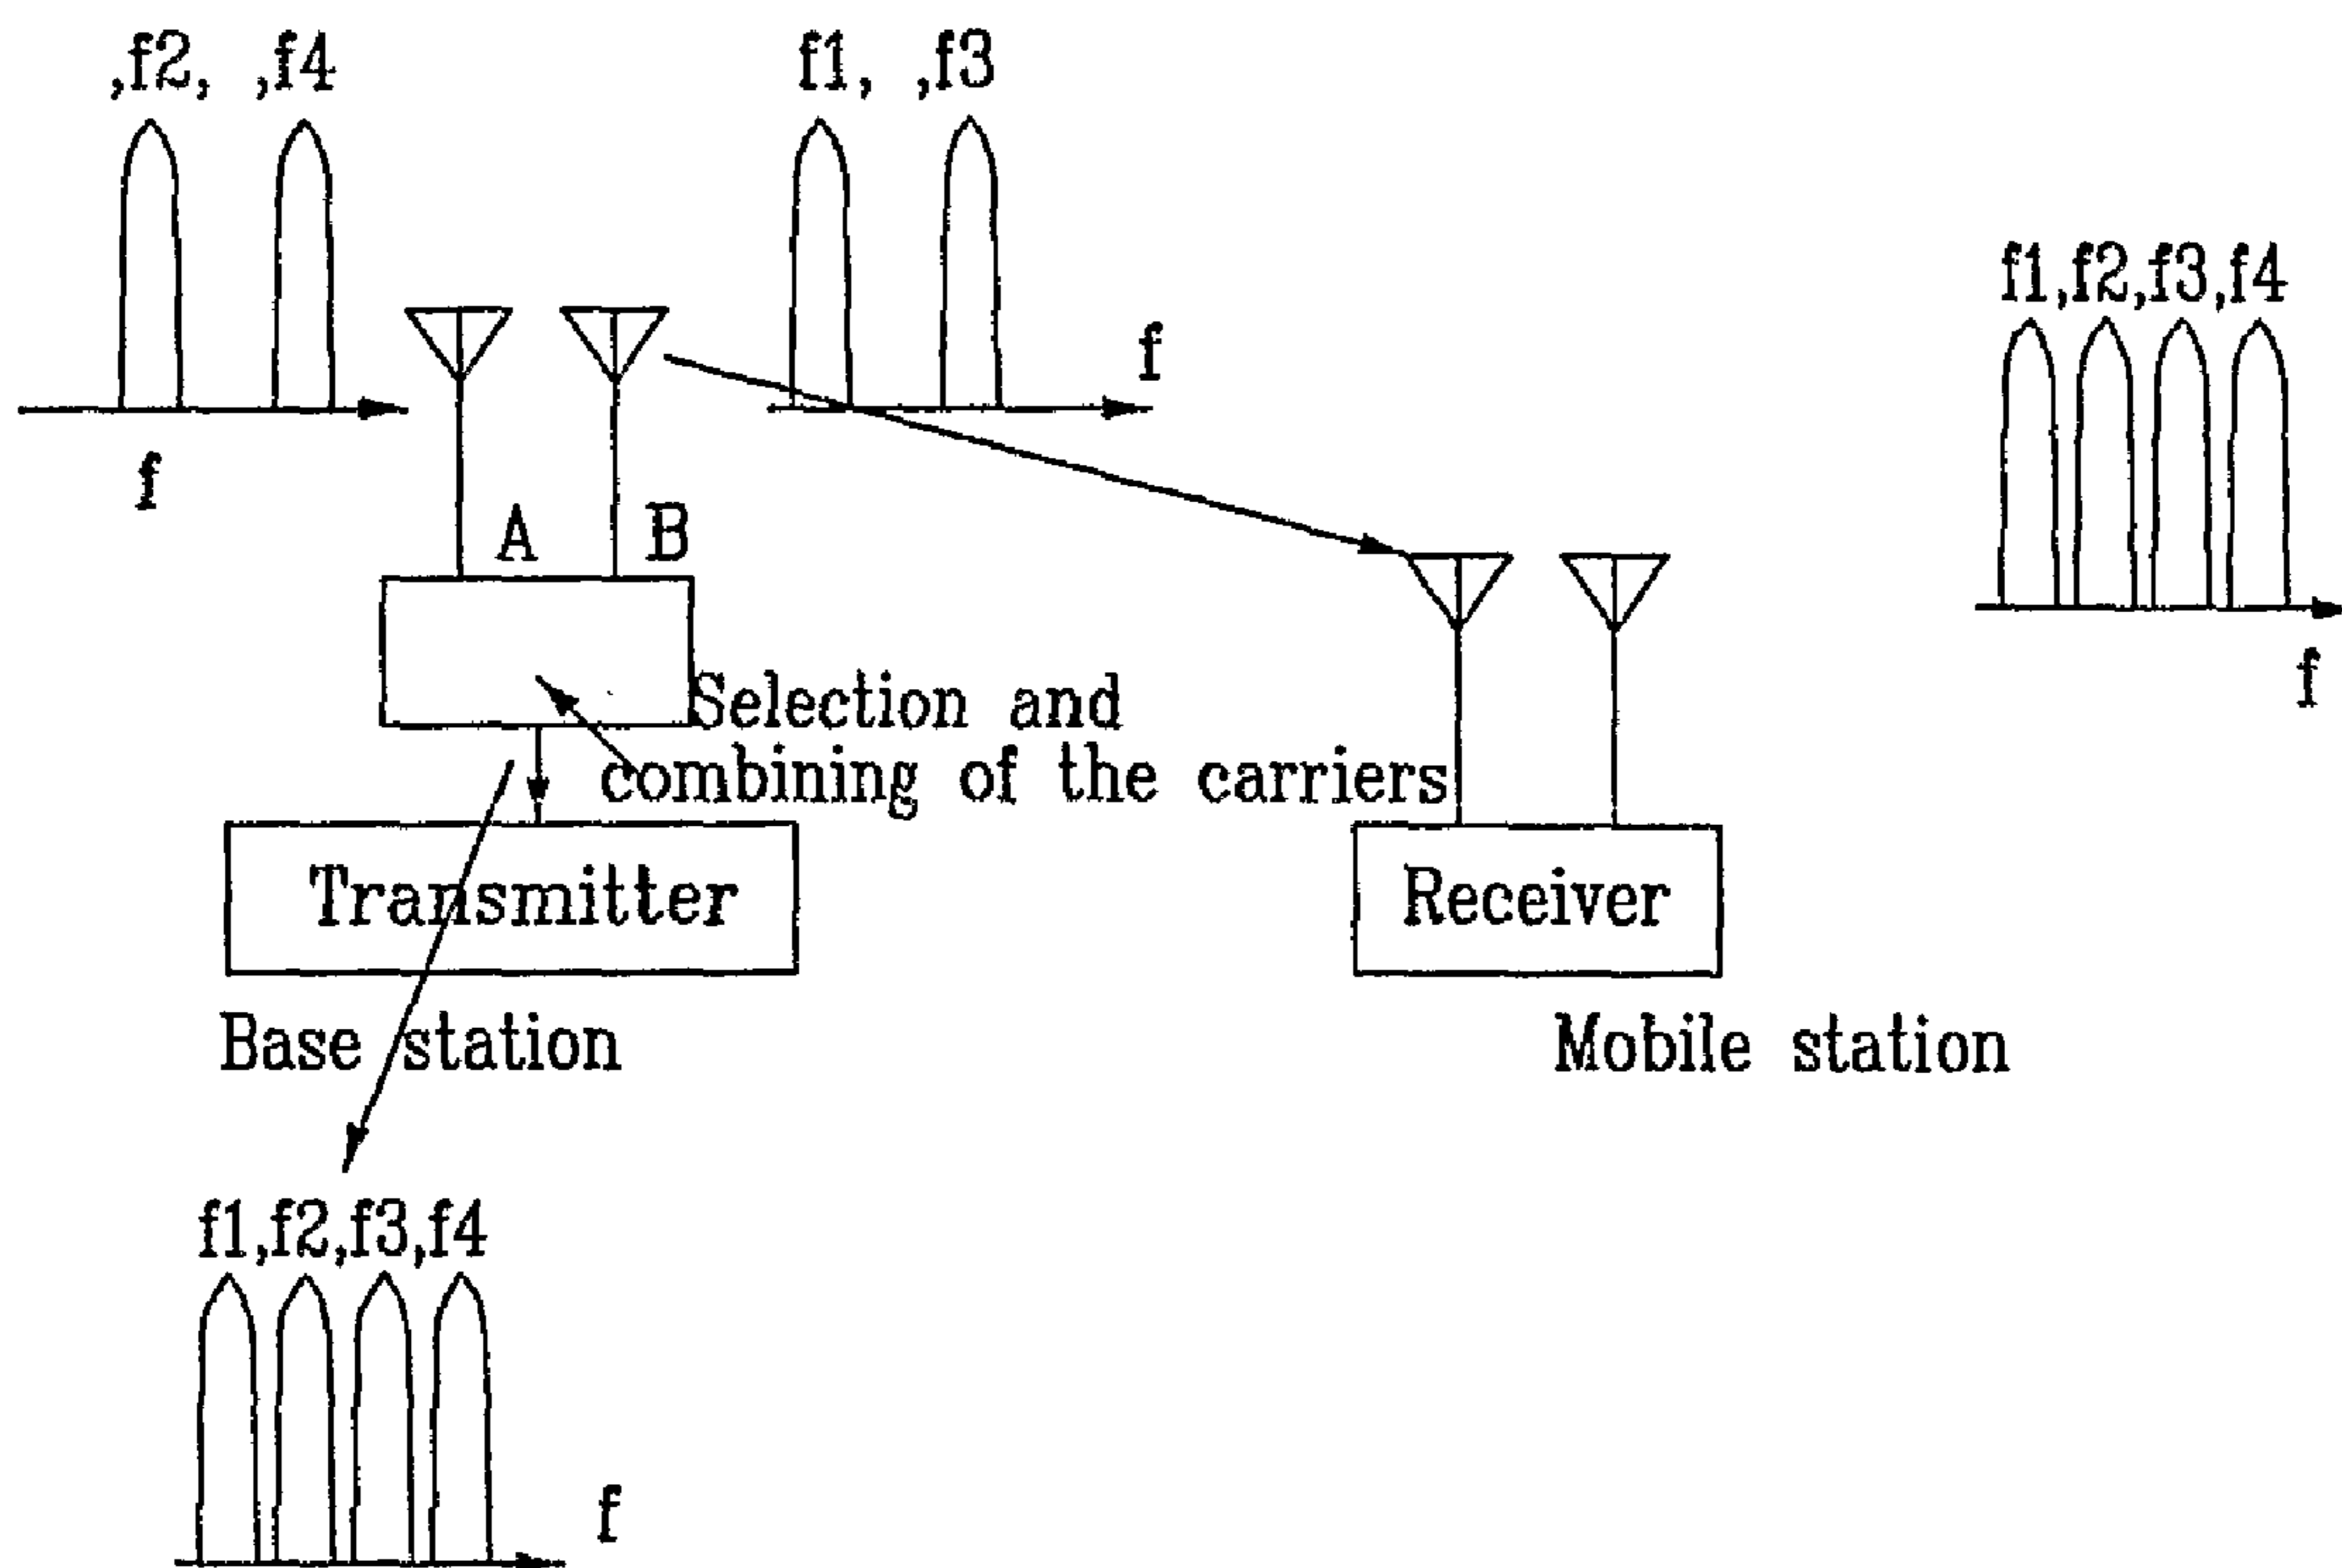 ,f2, ,f4
f1, ,f3
f1,f2,f3,f4
f
f
f
A B
Selection and
combining of the carriers
Transmitter
Receiver
Base station
Mobile station
f1,f2,f3,f4
f